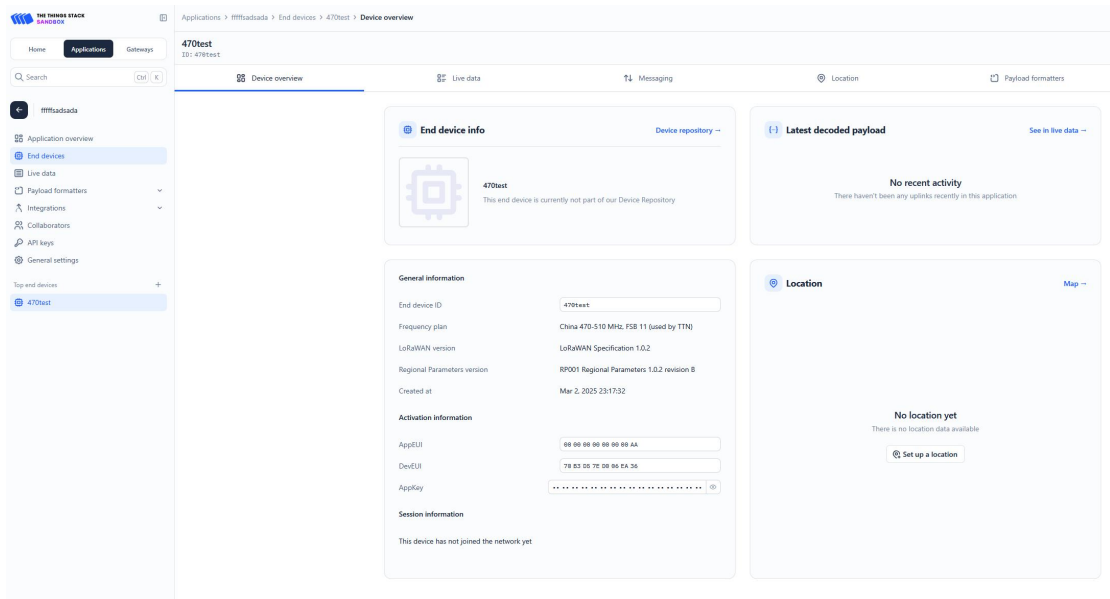 THE THINGS STACK
SANDBOX
Applications > fffffsadsada > End devices > 470test > Device overview
Home
Applications
Gateways
Search
Ctrl
K
470test
ID: 470test
Device overview
Live data
Messaging
Location
Payload formatters
fffffsadsada
Application overview
End devices
Live data
Payload formatters
Integrations
Collaborators
API keys
General settings
Top end devices
470test
End device info
Device repository →
470test
This end device is currently not part of our Device Repository
Latest decoded payload
See in live data →
No recent activity
There haven't been any uplinks recently in this application
General information
End device ID 470test
Frequency plan China 470-510 MHz, FSB 11 (used by TTN)
LoRaWAN version LoRaWAN Specification 1.0.2
Regional Parameters version RP001 Regional Parameters 1.0.2 revision B
Created at Mar 2, 2025 23:17:32
Activation information
AppEUI 00 00 00 00 00 00 00 AA
DevEUI 70 B3 D5 7E D0 06 EA 36
AppKey
Session information
This device has not joined the network yet
Location
Map →
No location yet
There is no location data available
Set up a location